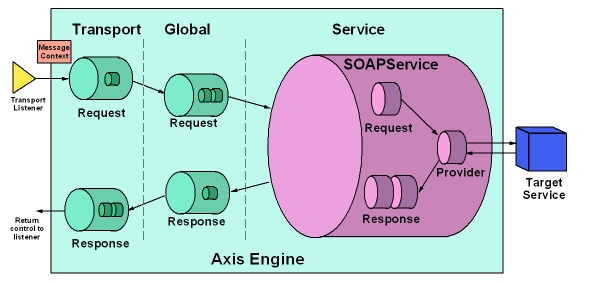 Transport
Global
Service
Message
Context
SOAPService
Transport
Listener
Request
Request
Request
Provider
Target
Service
Response
Response
Response
Return
control to
listener
Axis Engine